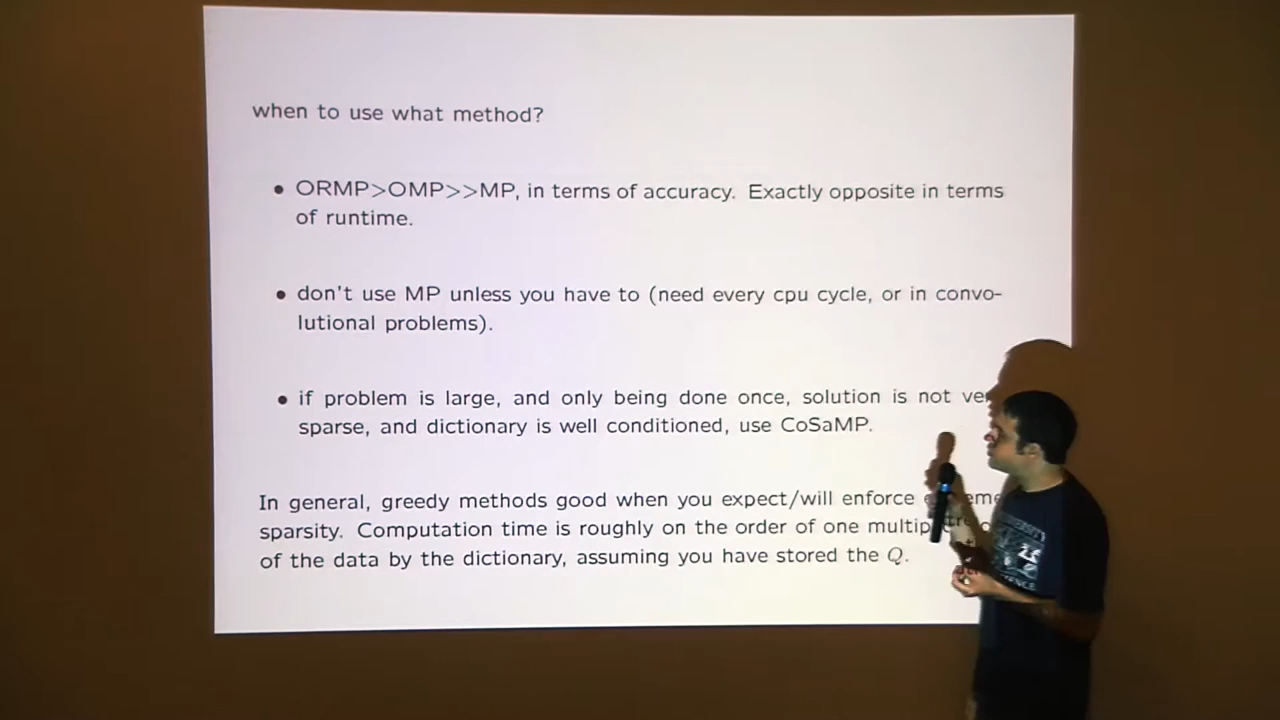 when to use what method?
• ORMP>OMP>>MP, in terms of accuracy. Exactly opposite in terms
of runtime.
• don't use MP unless you have to (need every cpu cycle, or in convo-
lutional problems).
• if problem is large, and only being done once, solution is not
sparse, and dictionary is well conditioned, use CoSaMP.
In general, greedy methods good when you expect/will enforce
sparsity. Computation time is roughly on the order of one
of the data by the dictionary, assuming you have stored the Q.